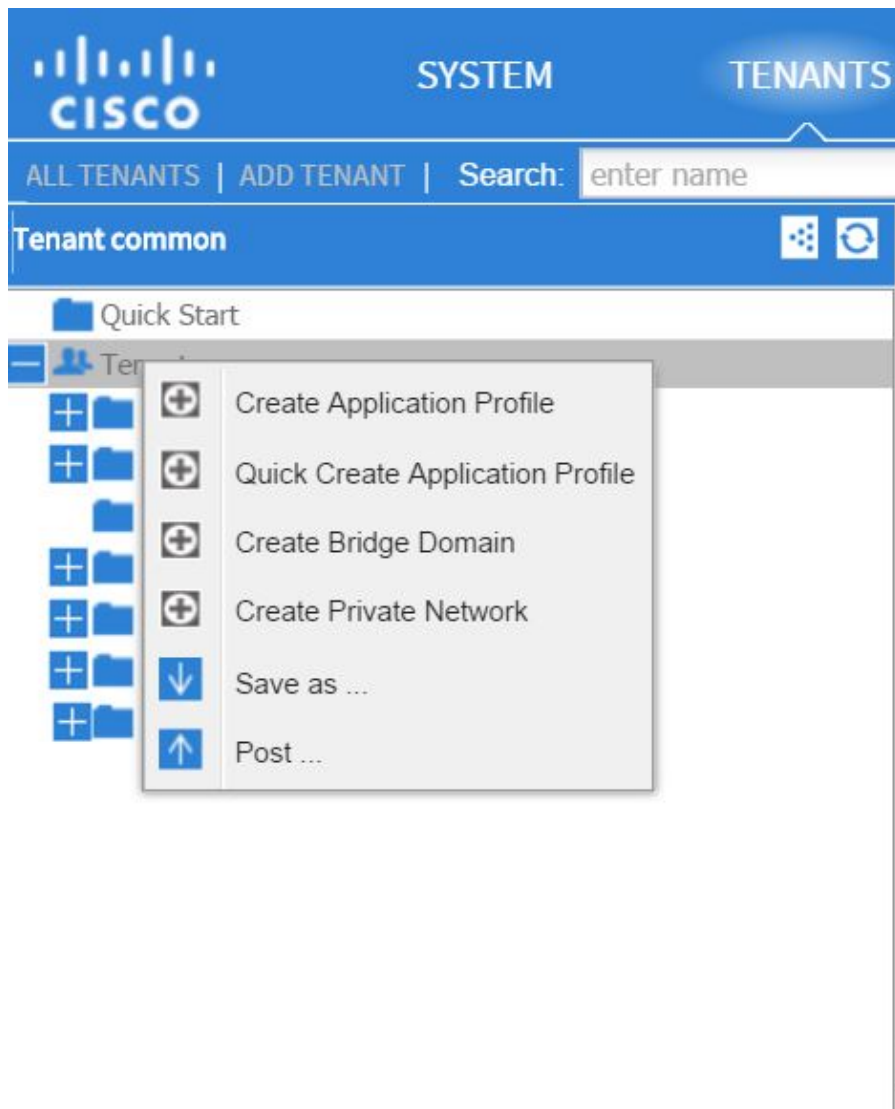 CISCO
SYSTEM
TENANTS
ALL TENANTS | ADD TENANT | Search: enter name
Tenant common
Quick Start
Create Application Profile
Quick Create Application Profile
Create Bridge Domain
Create Private Network
Save as ...
Post ...